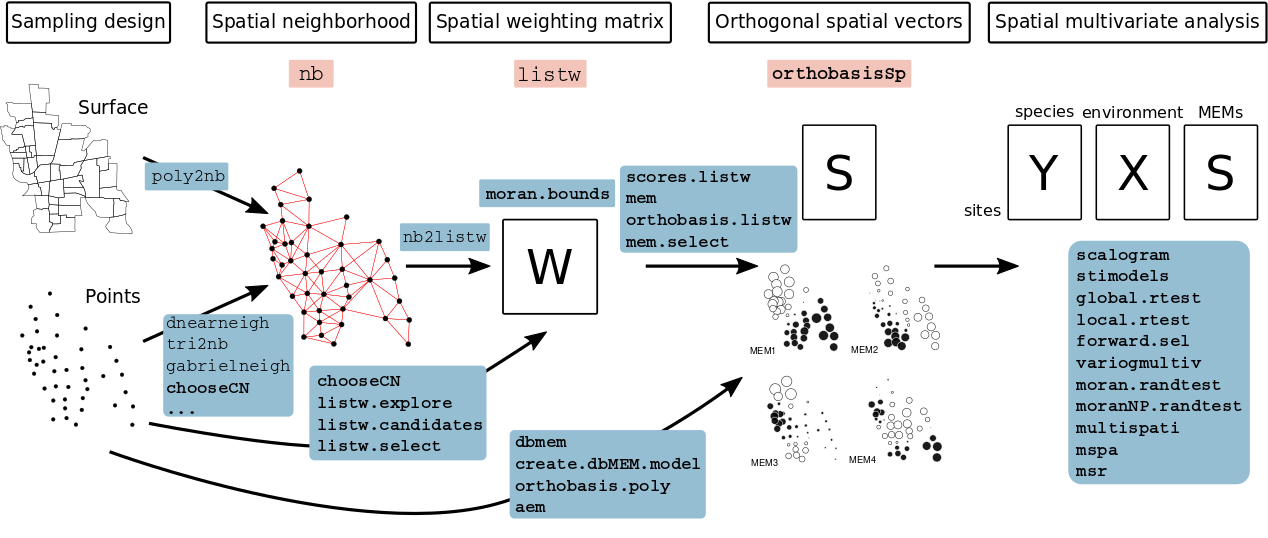 Sampling design
Spatial neighborhood
Spatial weighting matrix
Orthogonal spatial vectors
Spatial multivariate analysis
nb
listw
orthobasisSp
Surface
poly2nb
Points
dnearneigh
tri2nb
gabrielneigh
chooseCN
...
nb2listw
moran.bounds
W
chooseCN
listw.explore
listw.candidates
listw.select
scores.listw
mem
orthobasis.listw
mem.select
dbmem
create.dbMEM.model
orthobasis.poly
aem
S
MEM1
MEM2
MEM3
MEM4
species
environment
MEMs
sites
Y
X
S
scalogram
stimodels
global.rtest
local.rtest
forward.sel
variogmultiv
moran.randtest
moranNP.randtest
multispati
mspa
msr